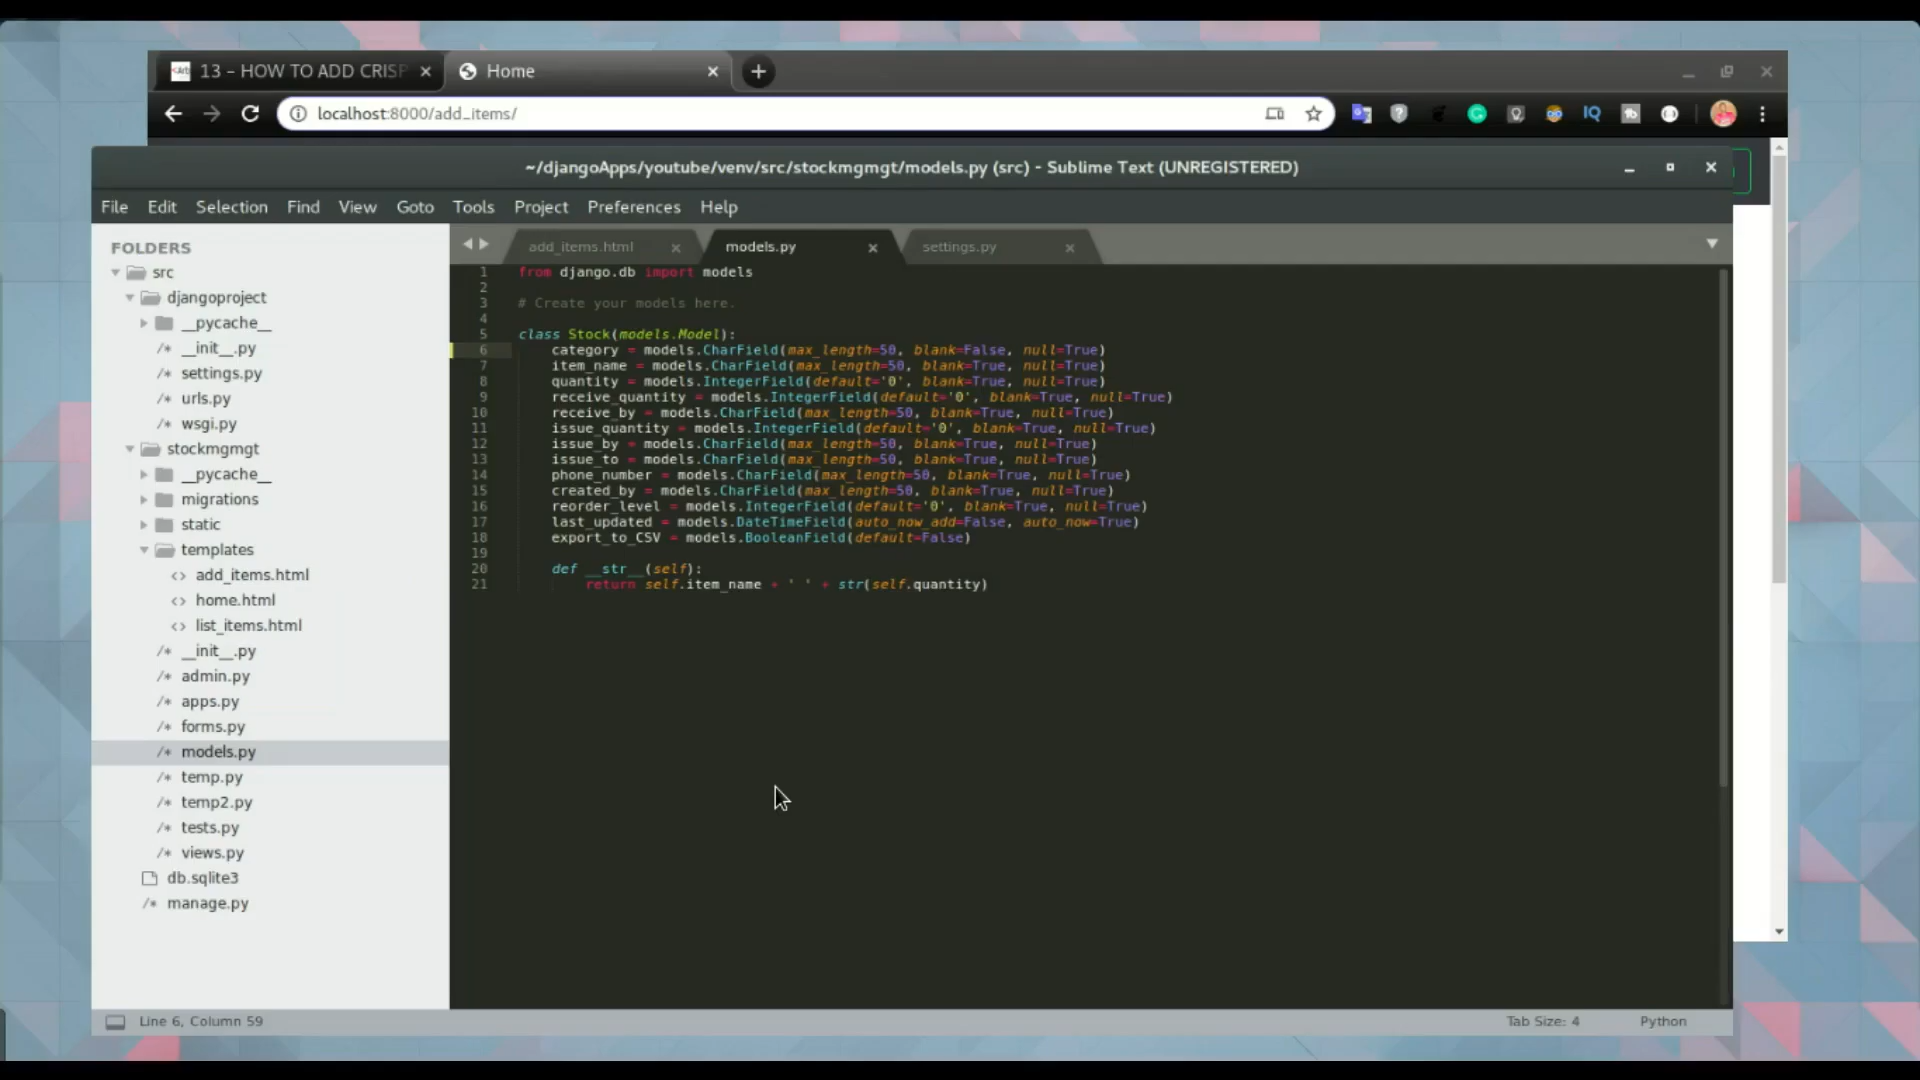 13 – HOW TO ADD CRISP
Home
localhost:8000/add_items/
~/djangoApps/youtube/venv/src/stockmgmgt/models.py (src) - Sublime Text (UNREGISTERED)
File Edit Selection Find View Goto Tools Project Preferences Help
FOLDERS
src
djangoproject
__pycache__
/* __init__.py
/* settings.py
/* urls.py
/* wsgi.py
stockmgmgt
__pycache__
migrations
static
templates
<> add_items.html
<> home.html
<> list_items.html
/* __init__.py
/* admin.py
/* apps.py
/* forms.py
/* models.py
/* temp.py
/* temp2.py
/* tests.py
/* views.py
db.sqlite3
/* manage.py
add_items.html models.py settings.py
1 from django.db import models
2
3 # Create your models here.
4
5 class Stock(models.Model):
6 category = models.CharField(max_length=50, blank=False, null=True)
7 item_name = models.CharField(max_length=50, blank=True, null=True)
8 quantity = models.IntegerField(default='0', blank=True, null=True)
9 receive_quantity = models.IntegerField(default='0', blank=True, null=True)
10 receive_by = models.CharField(max_length=50, blank=True, null=True)
11 issue_quantity = models.IntegerField(default='0', blank=True, null=True)
12 issue_by = models.CharField(max_length=50, blank=True, null=True)
13 issue_to = models.CharField(max_length=50, blank=True, null=True)
14 phone_number = models.CharField(max_length=50, blank=True, null=True)
15 created_by = models.CharField(max_length=50, blank=True, null=True)
16 reorder_level = models.IntegerField(default='0', blank=True, null=True)
17 last_updated = models.DateTimeField(auto_now_add=False, auto_now=True)
18 export_to_CSV = models.BooleanField(default=False)
19
20 def __str__(self):
21 return self.item_name + ' ' + str(self.quantity)
Line 6, Column 59
Tab Size: 4
Python